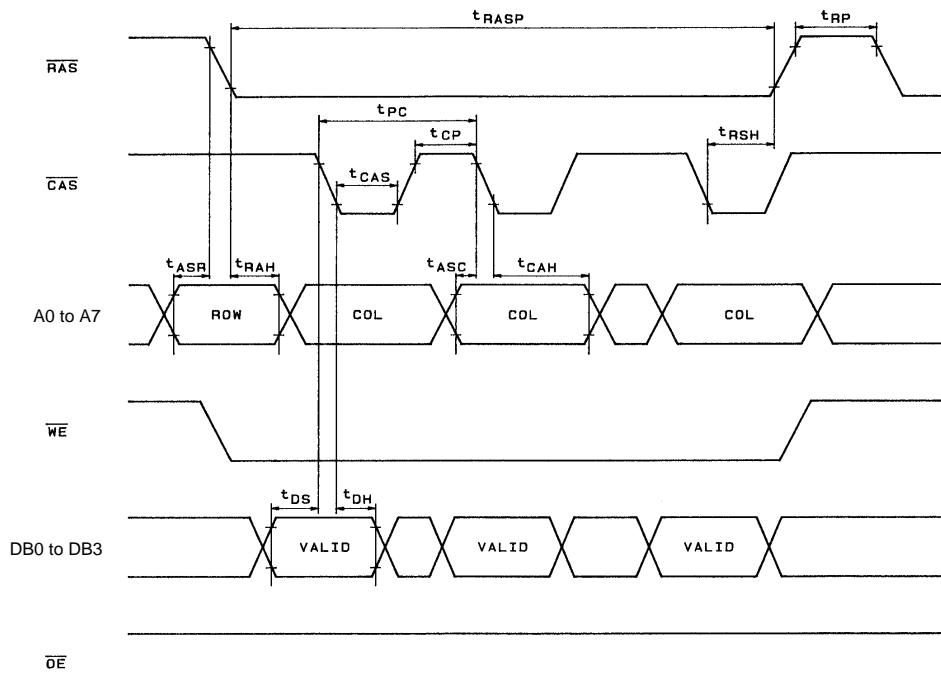 tRASP
tRP
RAS
tPC
tCP
tRSH
CAS
tCAS
tASR
tRAH
tASC
tCAH
A0 to A7
ROW
COL
COL
COL
WE
tDS
tDH
DB0 to DB3
VALID
VALID
VALID
OE